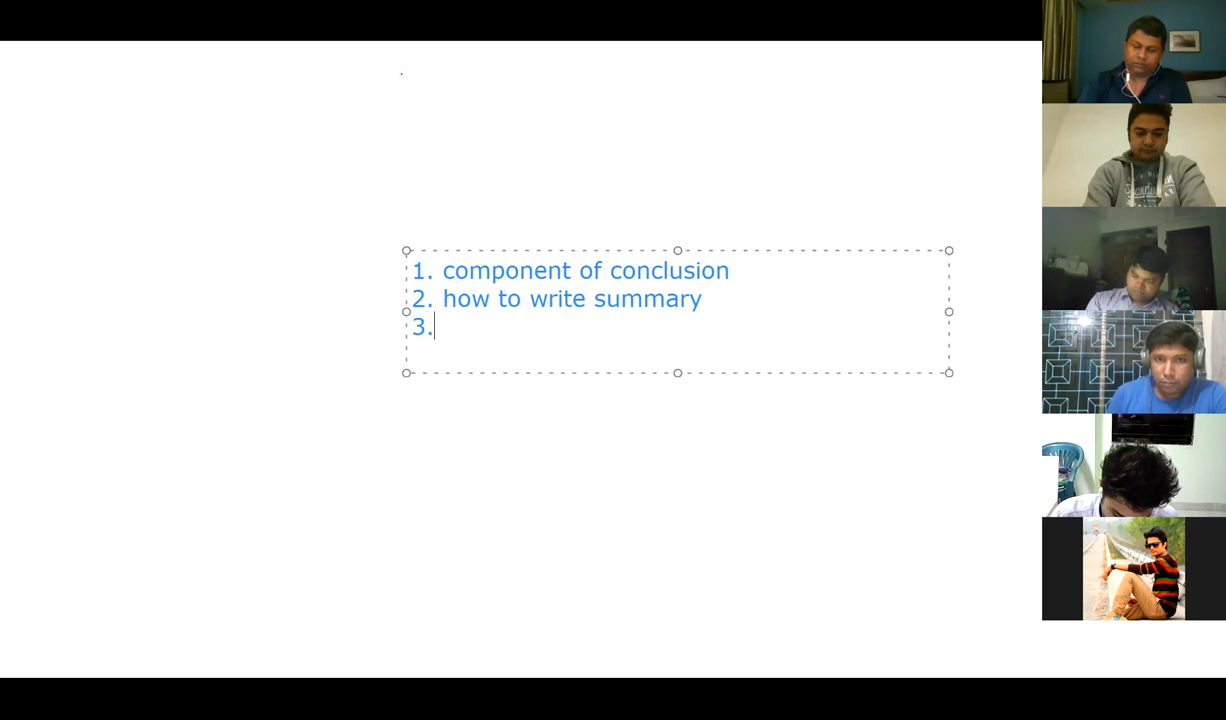 1. component of conclusion
2. how to write summary
3.